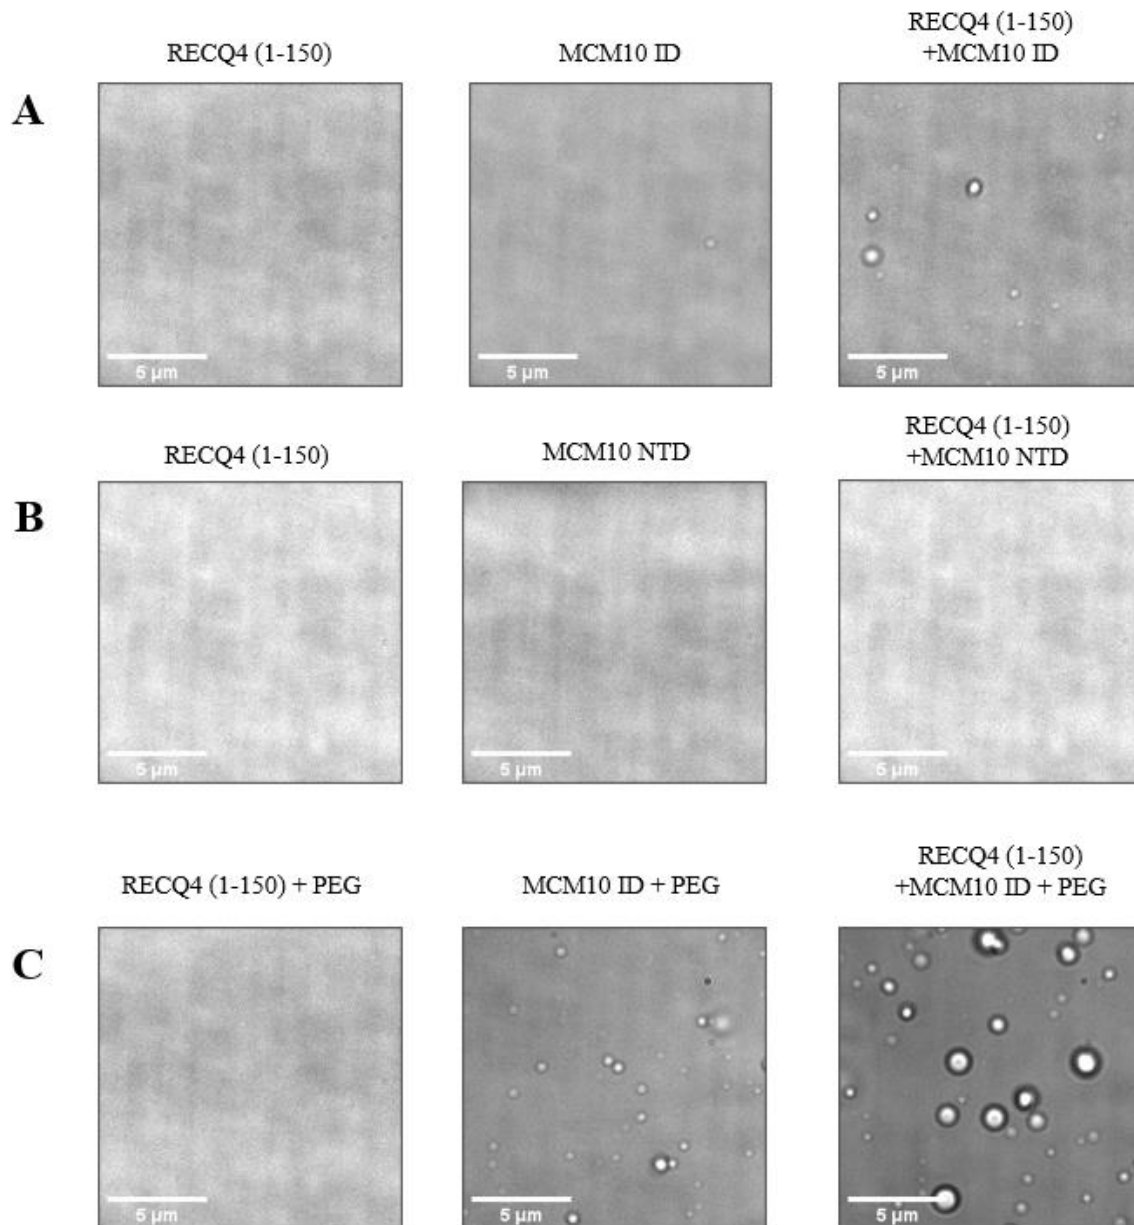 RECQ4 (1-150)
MCM10 ID
RECQ4 (1-150)
+MCM10 ID
A
5 µm
5 µm
5 µm
RECQ4 (1-150)
MCM10 NTD
RECQ4 (1-150)
+MCM10 NTD
B
5 µm
5 µm
5 µm
RECQ4 (1-150) + PEG
MCM10 ID + PEG
RECQ4 (1-150)
+MCM10 ID + PEG
C
5 µm
5 µm
5 µm